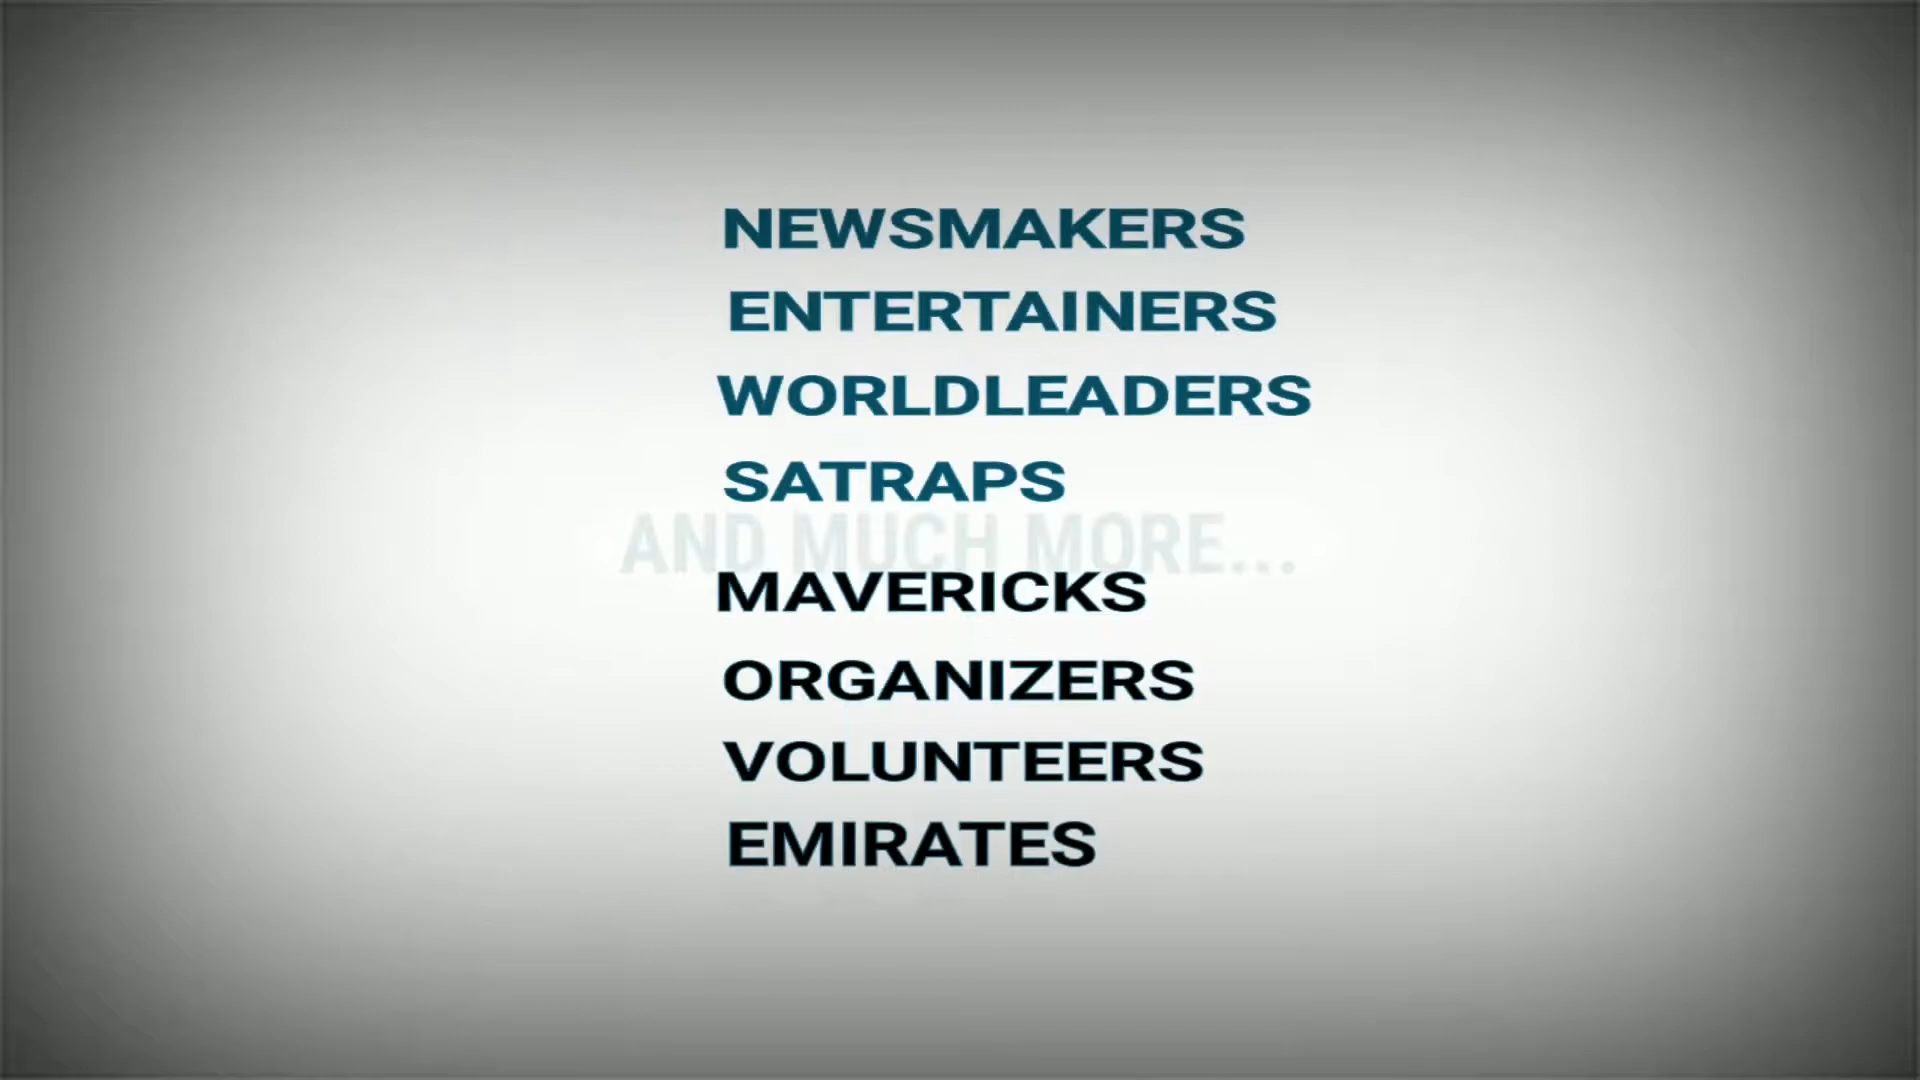 NEWSMAKERS
ENTERTAINERS
WORLDLEADERS
SATRAPS
AND MUCH MORE...
MAVERICKS
ORGANIZERS
VOLUNTEERS
EMIRATES